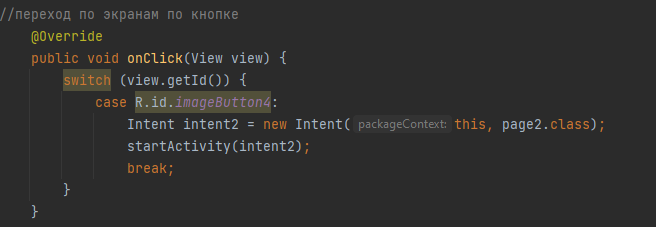 //переход по экранам по кнопке
@Override
public void onClick(View view) {
switch (view.getId()) {
case R.id.imageButton4:
Intent intent2 = new Intent( packageContext: this, page2.class);
startActivity(intent2);
break;
}
}